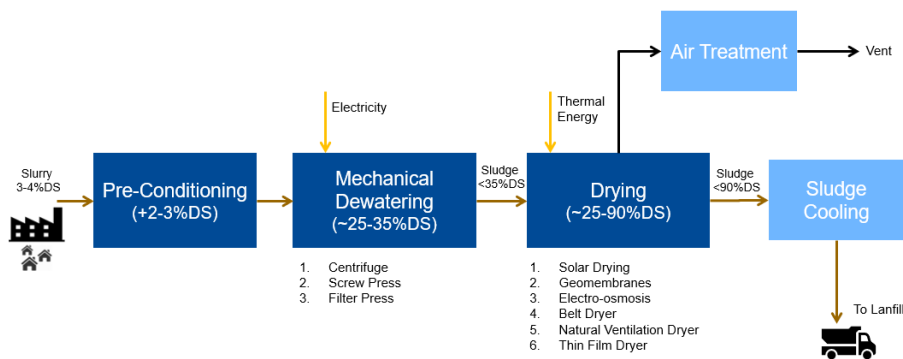 Air Treatment
Vent
Electricity
Thermal
Energy
Slurry
3-4%DS
Pre-Conditioning
(+2-3%DS)
Mechanical
Dewatering
(~25-35%DS)
Sludge
<35%DS
Drying
(~25-90%DS)
Sludge
<90%DS
Sludge
Cooling
1. Centrifuge
2. Screw Press
3. Filter Press
1. Solar Drying
2. Geomembranes
3. Electro-osmosis
4. Belt Dryer
5. Natural Ventilation Dryer
6. Thin Film Dryer
To Lanfill